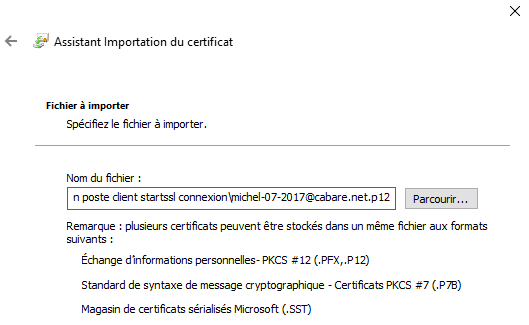 Assistant Importation du certificat
Fichier à importer
Spécifiez le fichier à importer.
Nom du fichier :
n poste client startssl connexion\michel-07-2017@cabare.net.p12
Parcourir...
Remarque : plusieurs certificats peuvent être stockés dans un même fichier aux formats
suivants :
Échange d'informations personnelles- PKCS #12 (.PFX,.P12)
Standard de syntaxe de message cryptographique - Certificats PKCS #7 (.P7B)
Magasin de certificats sérialisés Microsoft (.SST)